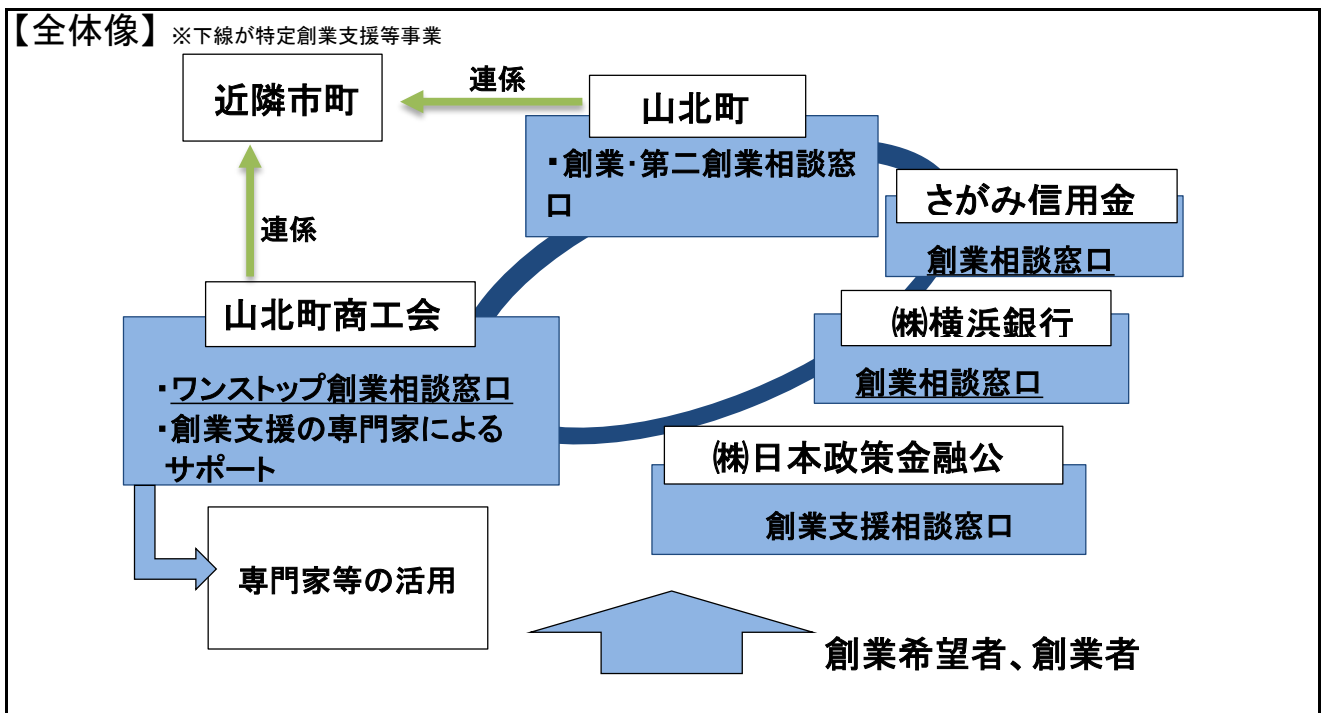 【全体像】 ※下線が特定創業支援等事業
近隣市町
連係
山北町
・創業・第二創業相談窓
口
さがみ信用金庫
創業相談窓口
連係
山北町商工会
・ワンストップ創業相談窓口
・創業支援の専門家による
サポート
㈱横浜銀行
創業相談窓口
㈱日本政策金融公
創業支援相談窓口
専門家等の活用
創業希望者、創業者